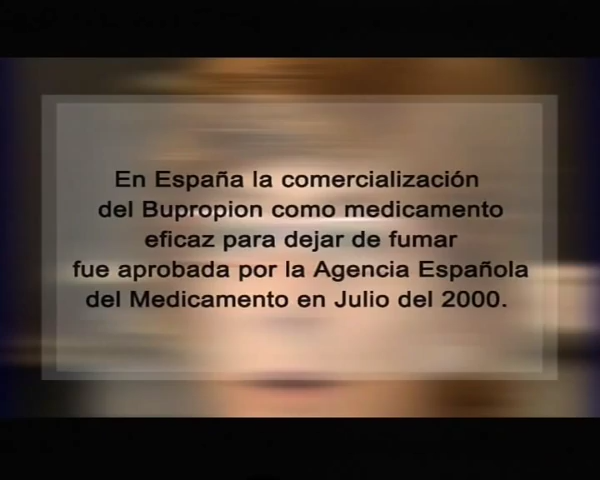 En España la comercialización
del Bupropion como medicamento
eficaz para dejar de fumar
fue aprobada por la Agencia Española
del Medicamento en Julio del 2000.